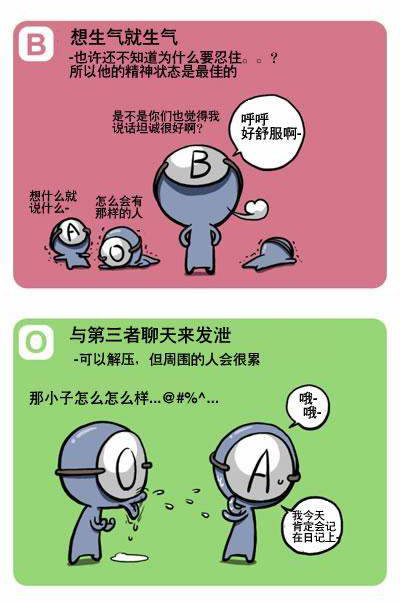 B
想生气就生气
-也许还不知道为什么要忍住。。?
所以他的精神状态是最佳的
是不是你们也觉得我
说话坦诚很好啊?
呼呼
好舒服啊-
B
想什么就
说什么-
怎么会有
那样的人
A
O
O
与第三者聊天来发泄
-可以解压，但周围的人会很累
那小子怎么怎么样...@#%^...
哦-
哦-
O
A
我今天
肯定会记
在日记上-